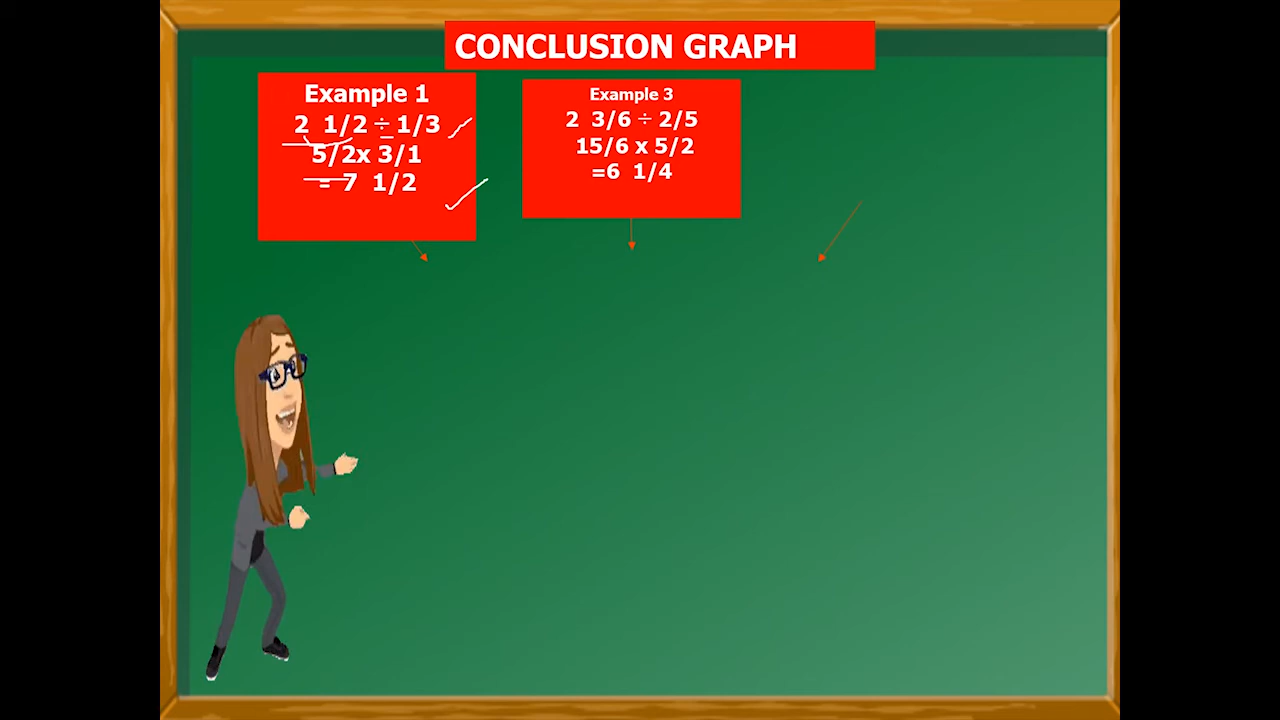 CONCLUSION GRAPH
Example 1
2 1/2 ÷ 1/3
5/2x 3/1
= 7 1/2
Example 3
2 3/6 ÷ 2/5
15/6 x 5/2
=6 1/4